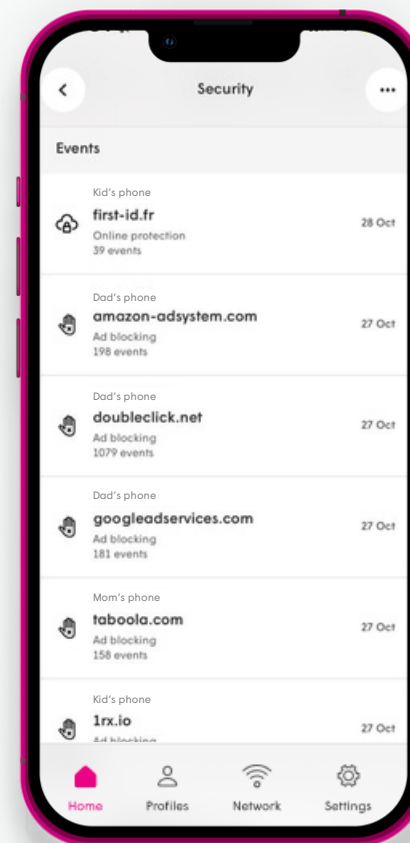 Security
Events
Kid's phone
first-id.fr
28 Oct
Online protection
39 events
Dad's phone
amazon-adsystem.com
27 Oct
Ad blocking
198 events
Dad's phone
doubleclick.net
27 Oct
Ad blocking
1079 events
Dad's phone
googleadservices.com
27 Oct
Ad blocking
181 events
Mom's phone
taboola.com
27 Oct
Ad blocking
158 events
Kid's phone
1rx.io
27 Oct
Ad blocking
Home
Profiles
Network
Settings